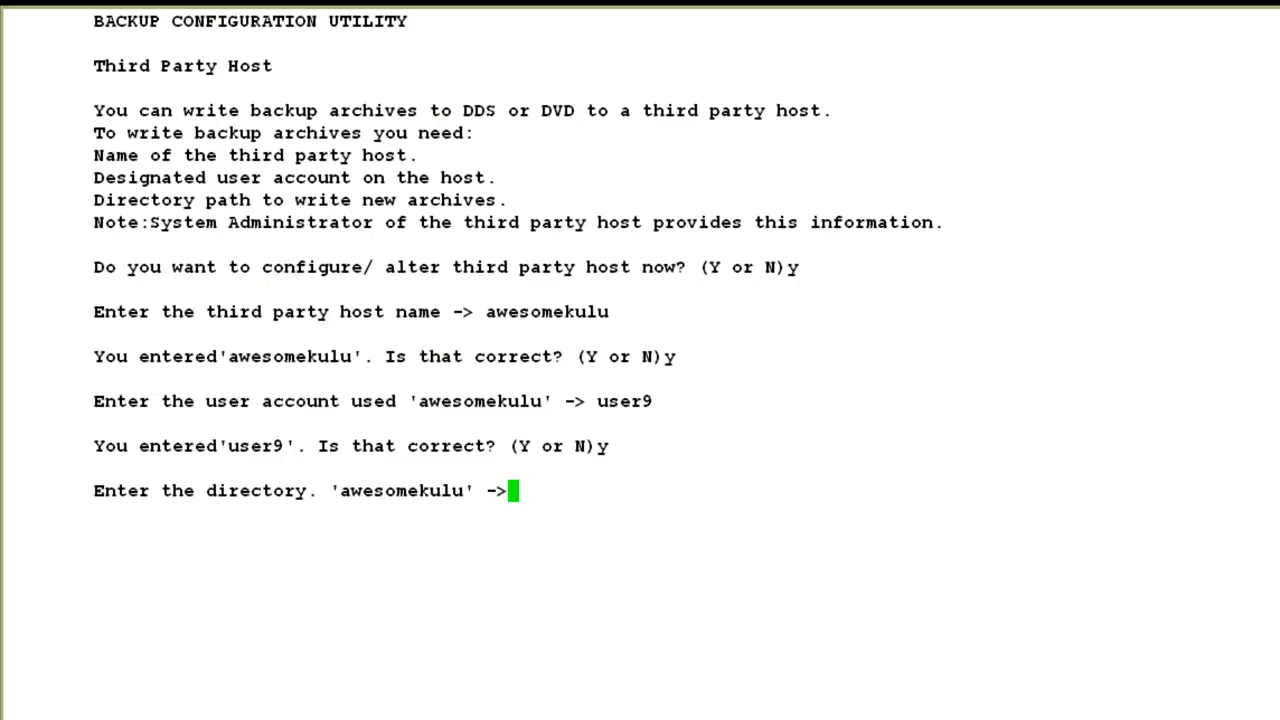 BACKUP CONFIGURATION UTILITY
Third Party Host
You can write backup archives to DDS or DVD to a third party host.
To write backup archives you need:
Name of the third party host.
Designated user account on the host.
Directory path to write new archives.
Note:System Administrator of the third party host provides this information.
Do you want to configure/ alter third party host now? (Y or N)y
Enter the third party host name -> awesomekulu
You entered'awesomekulu'. Is that correct? (Y or N)y
Enter the user account used 'awesomekulu' -> user9
You entered'user9'. Is that correct? (Y or N)y
Enter the directory. 'awesomekulu' ->